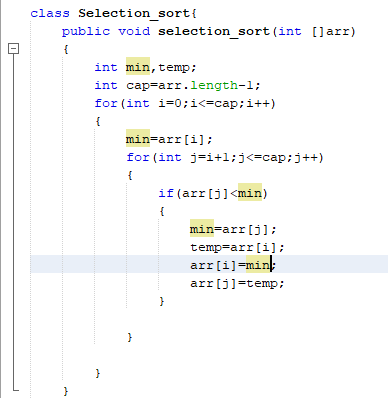 class Selection_sort{
public void selection_sort(int []arr)
{
int min,temp;
int cap=arr.length-1;
for(int i=0;i<=cap;i++)
{
min=arr[i];
for(int j=i+1;j<=cap;j++)
{
if(arr[j]<min)
{
min=arr[j];
temp=arr[i];
arr[i]=min;
arr[j]=temp;
}
}
}
}